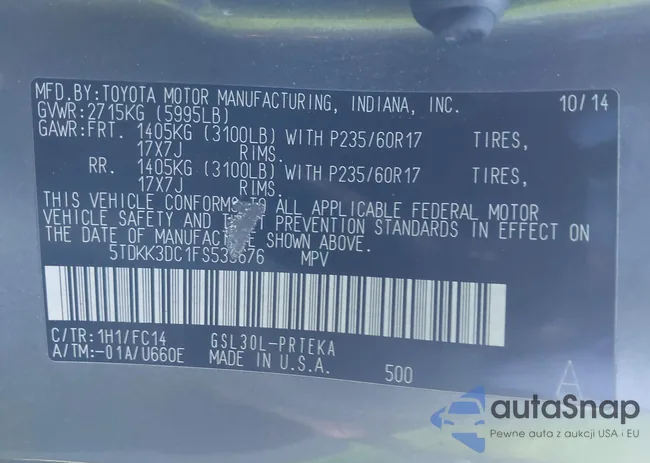 MFD.BY:TOYOTA MOTOR MANUFACTURING, INDIANA, INC. 10/14
GVWR:2715KG (5995LB)
GAWR:FRT. 1405KG (3100LB) WITH P235/60R17 TIRES,
17X7J RIMS.
RR. 1405KG (3100LB) WITH P235/60R17 TIRES,
17X7J RIMS.
THIS VEHICLE CONFORMS TO ALL APPLICABLE FEDERAL MOTOR
VEHICLE SAFETY AND PREVENTION STANDARDS IN EFFECT ON
THE DATE OF MANUFACTURE SHOWN ABOVE.
MPV
C/TR:1H1/FC14 GSL30L-PRTEKA
A/TM:-01A/U660E MADE IN U.S.A. 500
A
autaSnap
Pewne auta z aukcji USA i EU